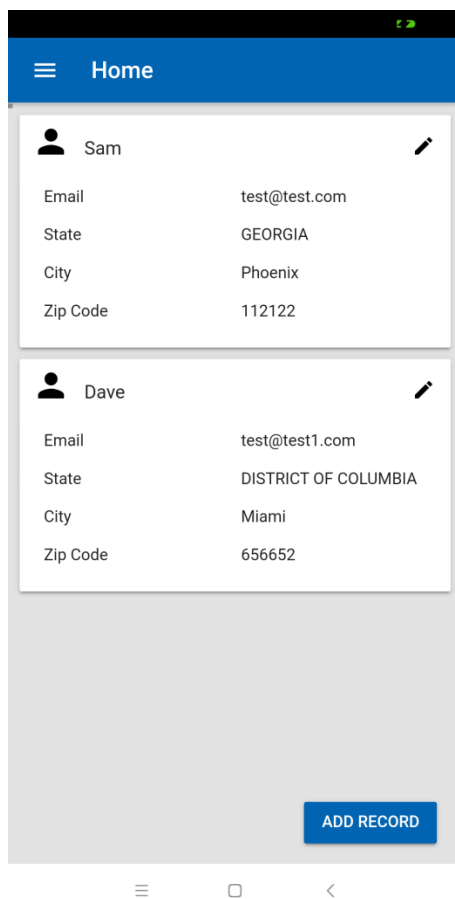 Home
Sam
Email test@test.com
State GEORGIA
City Phoenix
Zip Code 112122
Dave
Email test@test1.com
State DISTRICT OF COLUMBIA
City Miami
Zip Code 656652
ADD RECORD